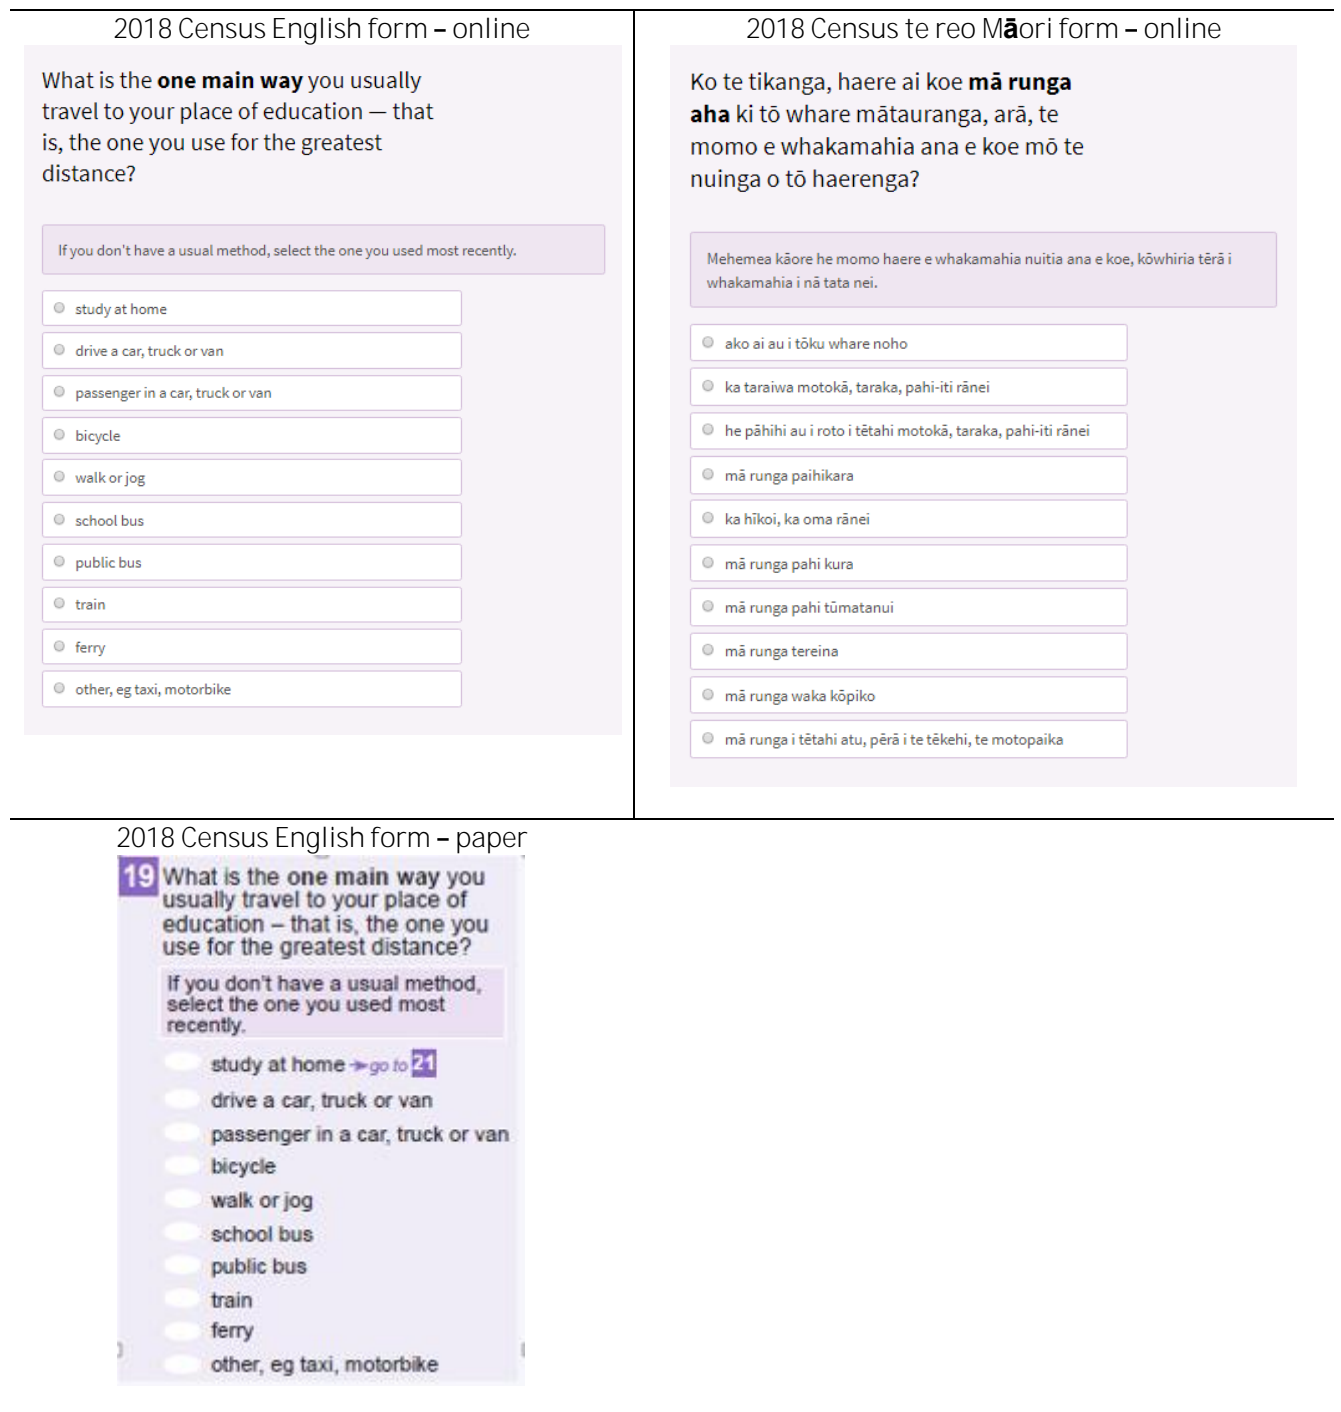 2018 Census English form – online
What is the one main way you usually
travel to your place of education — that
is, the one you use for the greatest
distance?
If you don't have a usual method, select the one you used most recently.
study at home
drive a car, truck or van
passenger in a car, truck or van
bicycle
walk or jog
school bus
public bus
train
ferry
other, eg taxi, motorbike
2018 Census te reo Māori form – online
Ko te tikanga, haere ai koe mā runga
aha ki tō whare mātauranga, arā, te
momo e whakamahia ana e koe mō te
nuinga o tō haerenga?
Mehemea kāore he momo haere e whakamahia nuitia ana e koe, kōwhiria tērā i
whakamahia i nā tata nei.
ako ai au i tōku whare noho
ka taraiwa motokā, taraka, pahi-iti rānei
he pāhihi au i roto i tētahi motokā, taraka, pahi-iti rānei
mā runga paihikara
ka hīkoi, ka oma rānei
mā runga pahi kura
mā runga pahi tūmatanui
mā runga tereina
mā runga waka kōpiko
mā runga i tētahi atu, pērā i te tēkehi, te motopaika
2018 Census English form – paper
19 What is the one main way you
usually travel to your place of
education – that is, the one you
use for the greatest distance?
If you don't have a usual method,
select the one you used most
recently.
study at home ➛ go to 21
drive a car, truck or van
passenger in a car, truck or van
bicycle
walk or jog
school bus
public bus
train
ferry
other, eg taxi, motorbike